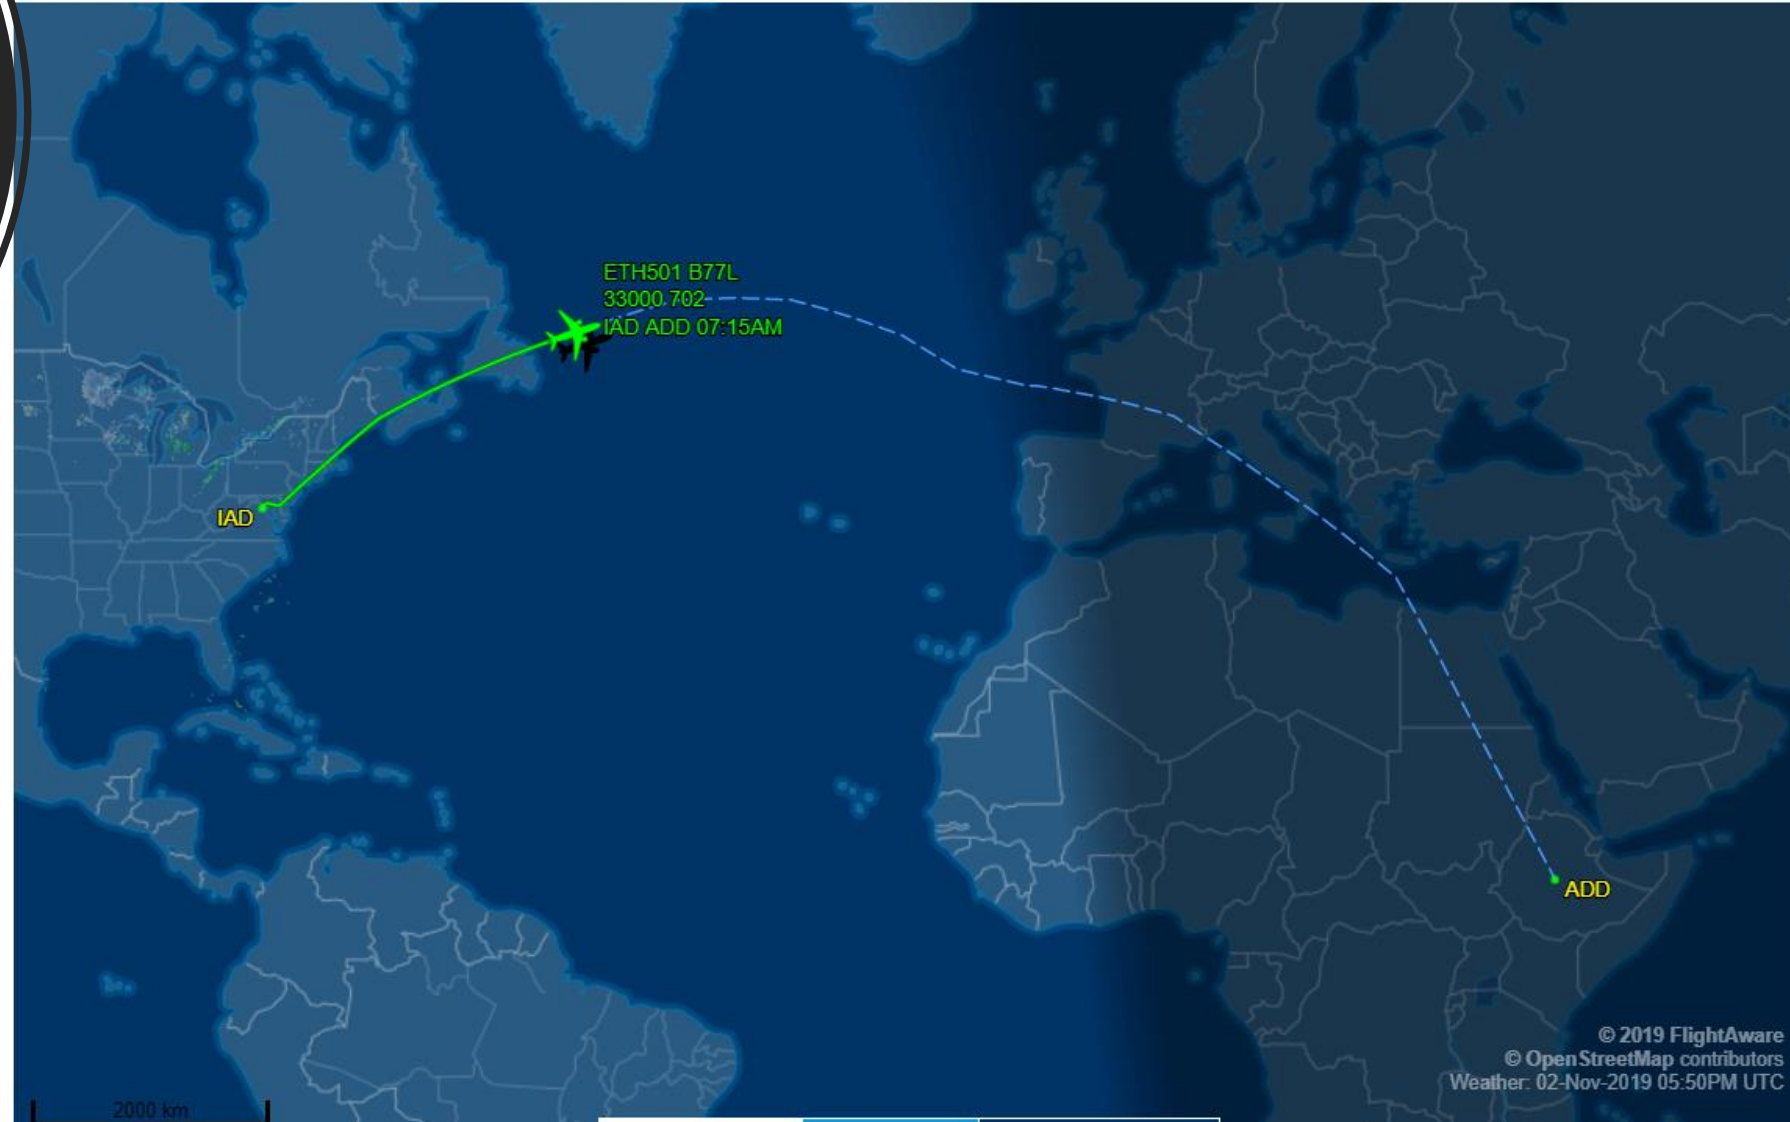 ETH501 B77L
33000 702
IAD ADD 07:15AM
IAD
ADD
© 2019 FlightAware
© OpenStreetMap contributors
Weather: 02-Nov-2019 05:50PM UTC
2000 km